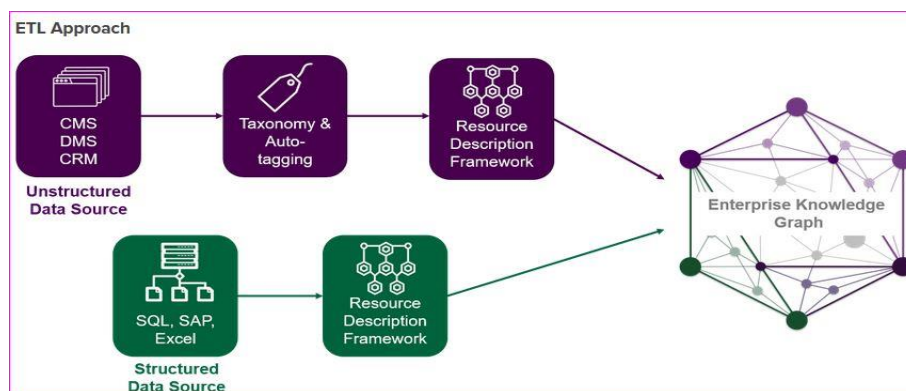 ETL Approach
CMS
DMS
CRM
Unstructured
Data Source
Taxonomy &
Auto-
tagging
Resource
Description
Framework
Enterprise Knowledge
Graph
SQL, SAP,
Excel
Structured
Data Source
Resource
Description
Framework